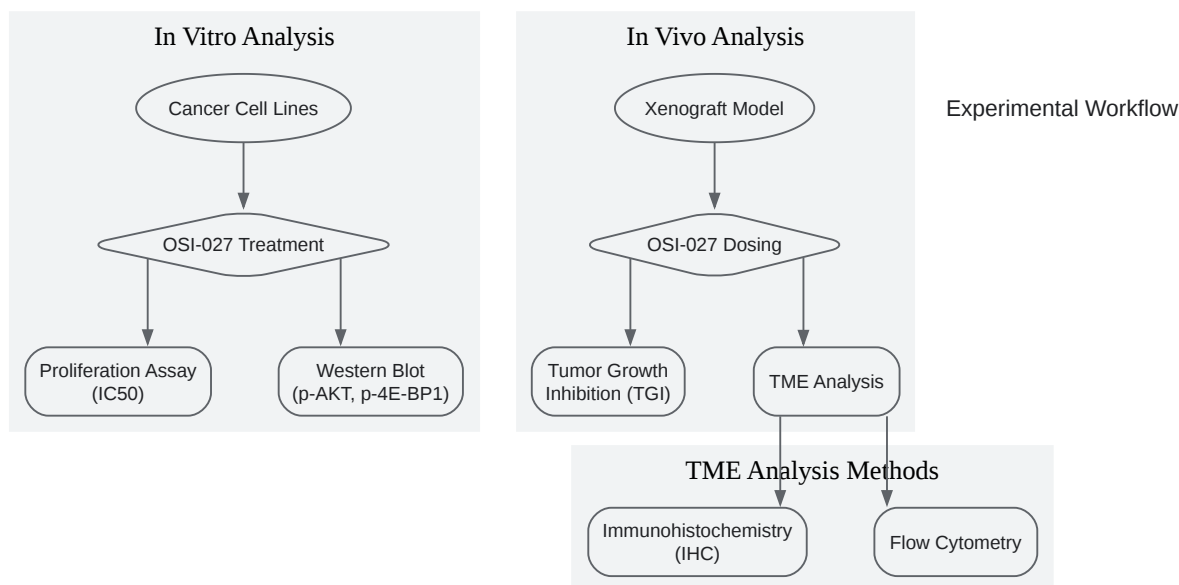 In Vitro Analysis
Cancer Cell Lines
OSI-027 Treatment
Proliferation Assay
(IC50)
Western Blot
(p-AKT, p-4E-BP1)
In Vivo Analysis
Xenograft Model
OSI-027 Dosing
Tumor Growth
Inhibition (TGI)
TME Analysis
Experimental Workflow
TME Analysis Methods
Immunohistochemistry
(IHC)
Flow Cytometry